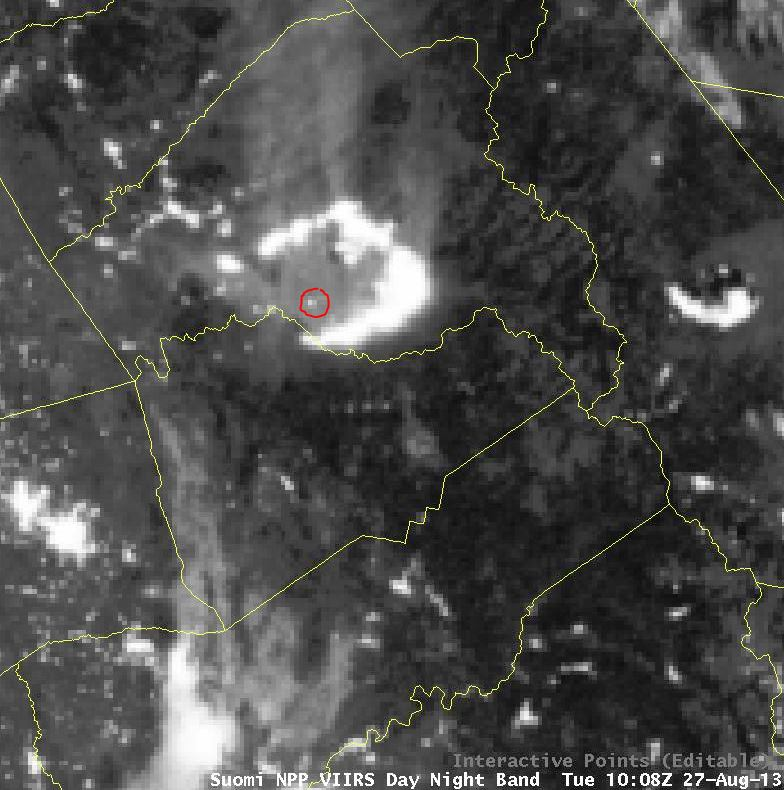 Interactive Points (Editable)
Suomi NPP VIIRS Day Night Band Tue 10:08Z 27-Aug-13